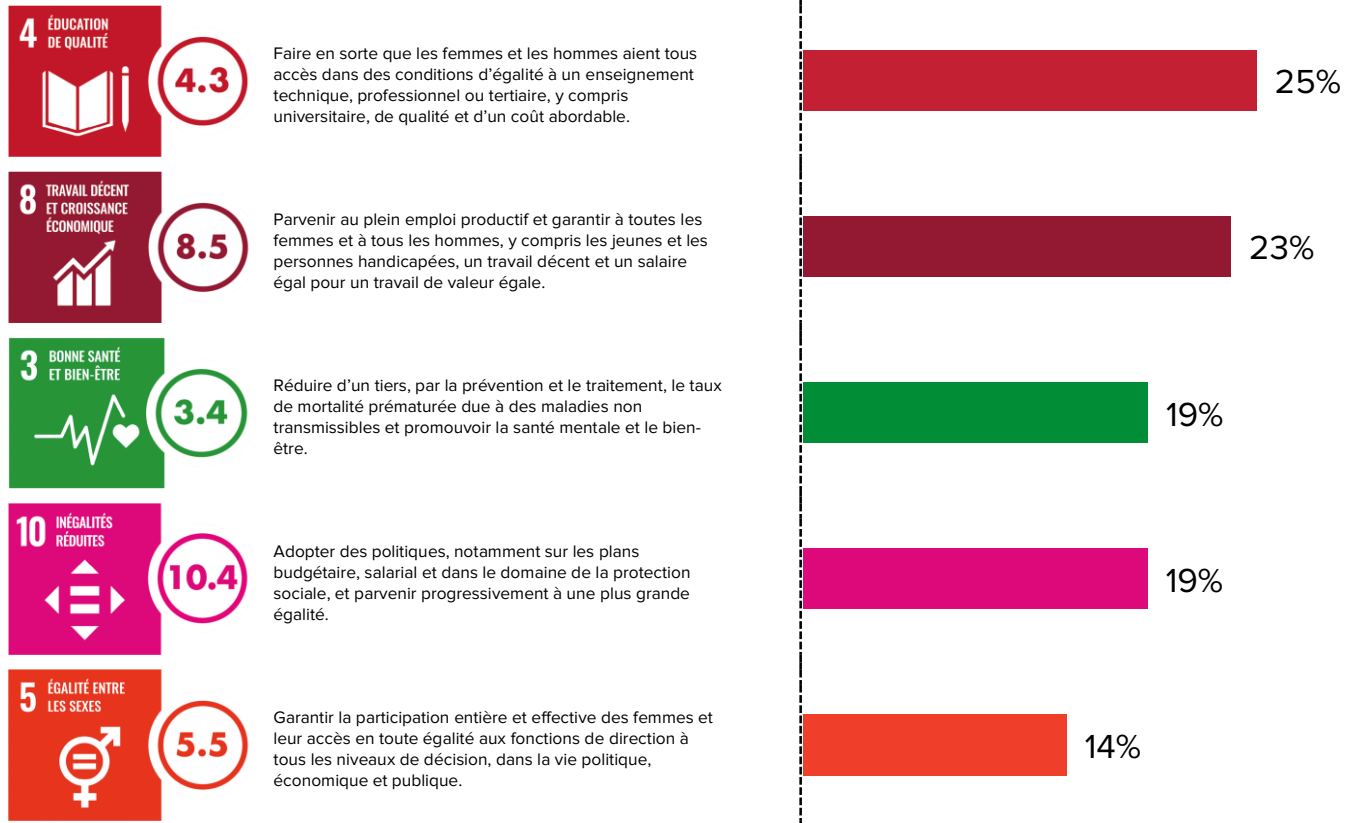 4 ÉDUCATION
DE QUALITÉ
4.3
Faire en sorte que les femmes et les hommes aient tous
accès dans des conditions d’égalité à un enseignement
technique, professionnel ou tertiaire, y compris
universitaire, de qualité et d’un coût abordable.
25%
8 TRAVAIL DÉCENT
ET CROISSANCE
ÉCONOMIQUE
8.5
Parvenir au plein emploi productif et garantir à toutes les
femmes et à tous les hommes, y compris les jeunes et les
personnes handicapées, un travail décent et un salaire
égal pour un travail de valeur égale.
23%
3 BONNE SANTÉ
ET BIEN-ÊTRE
3.4
Réduire d’un tiers, par la prévention et le traitement, le taux
de mortalité prématurée due à des maladies non
transmissibles et promouvoir la santé mentale et le bien-
être.
19%
10 INÉGALITÉS
RÉDUITES
10.4
Adopter des politiques, notamment sur les plans
budgétaire, salarial et dans le domaine de la protection
sociale, et parvenir progressivement à une plus grande
égalité.
19%
5 ÉGALITÉ ENTRE
LES SEXES
5.5
Garantir la participation entière et effective des femmes et
leur accès en toute égalité aux fonctions de direction à
tous les niveaux de décision, dans la vie politique,
économique et publique.
14%